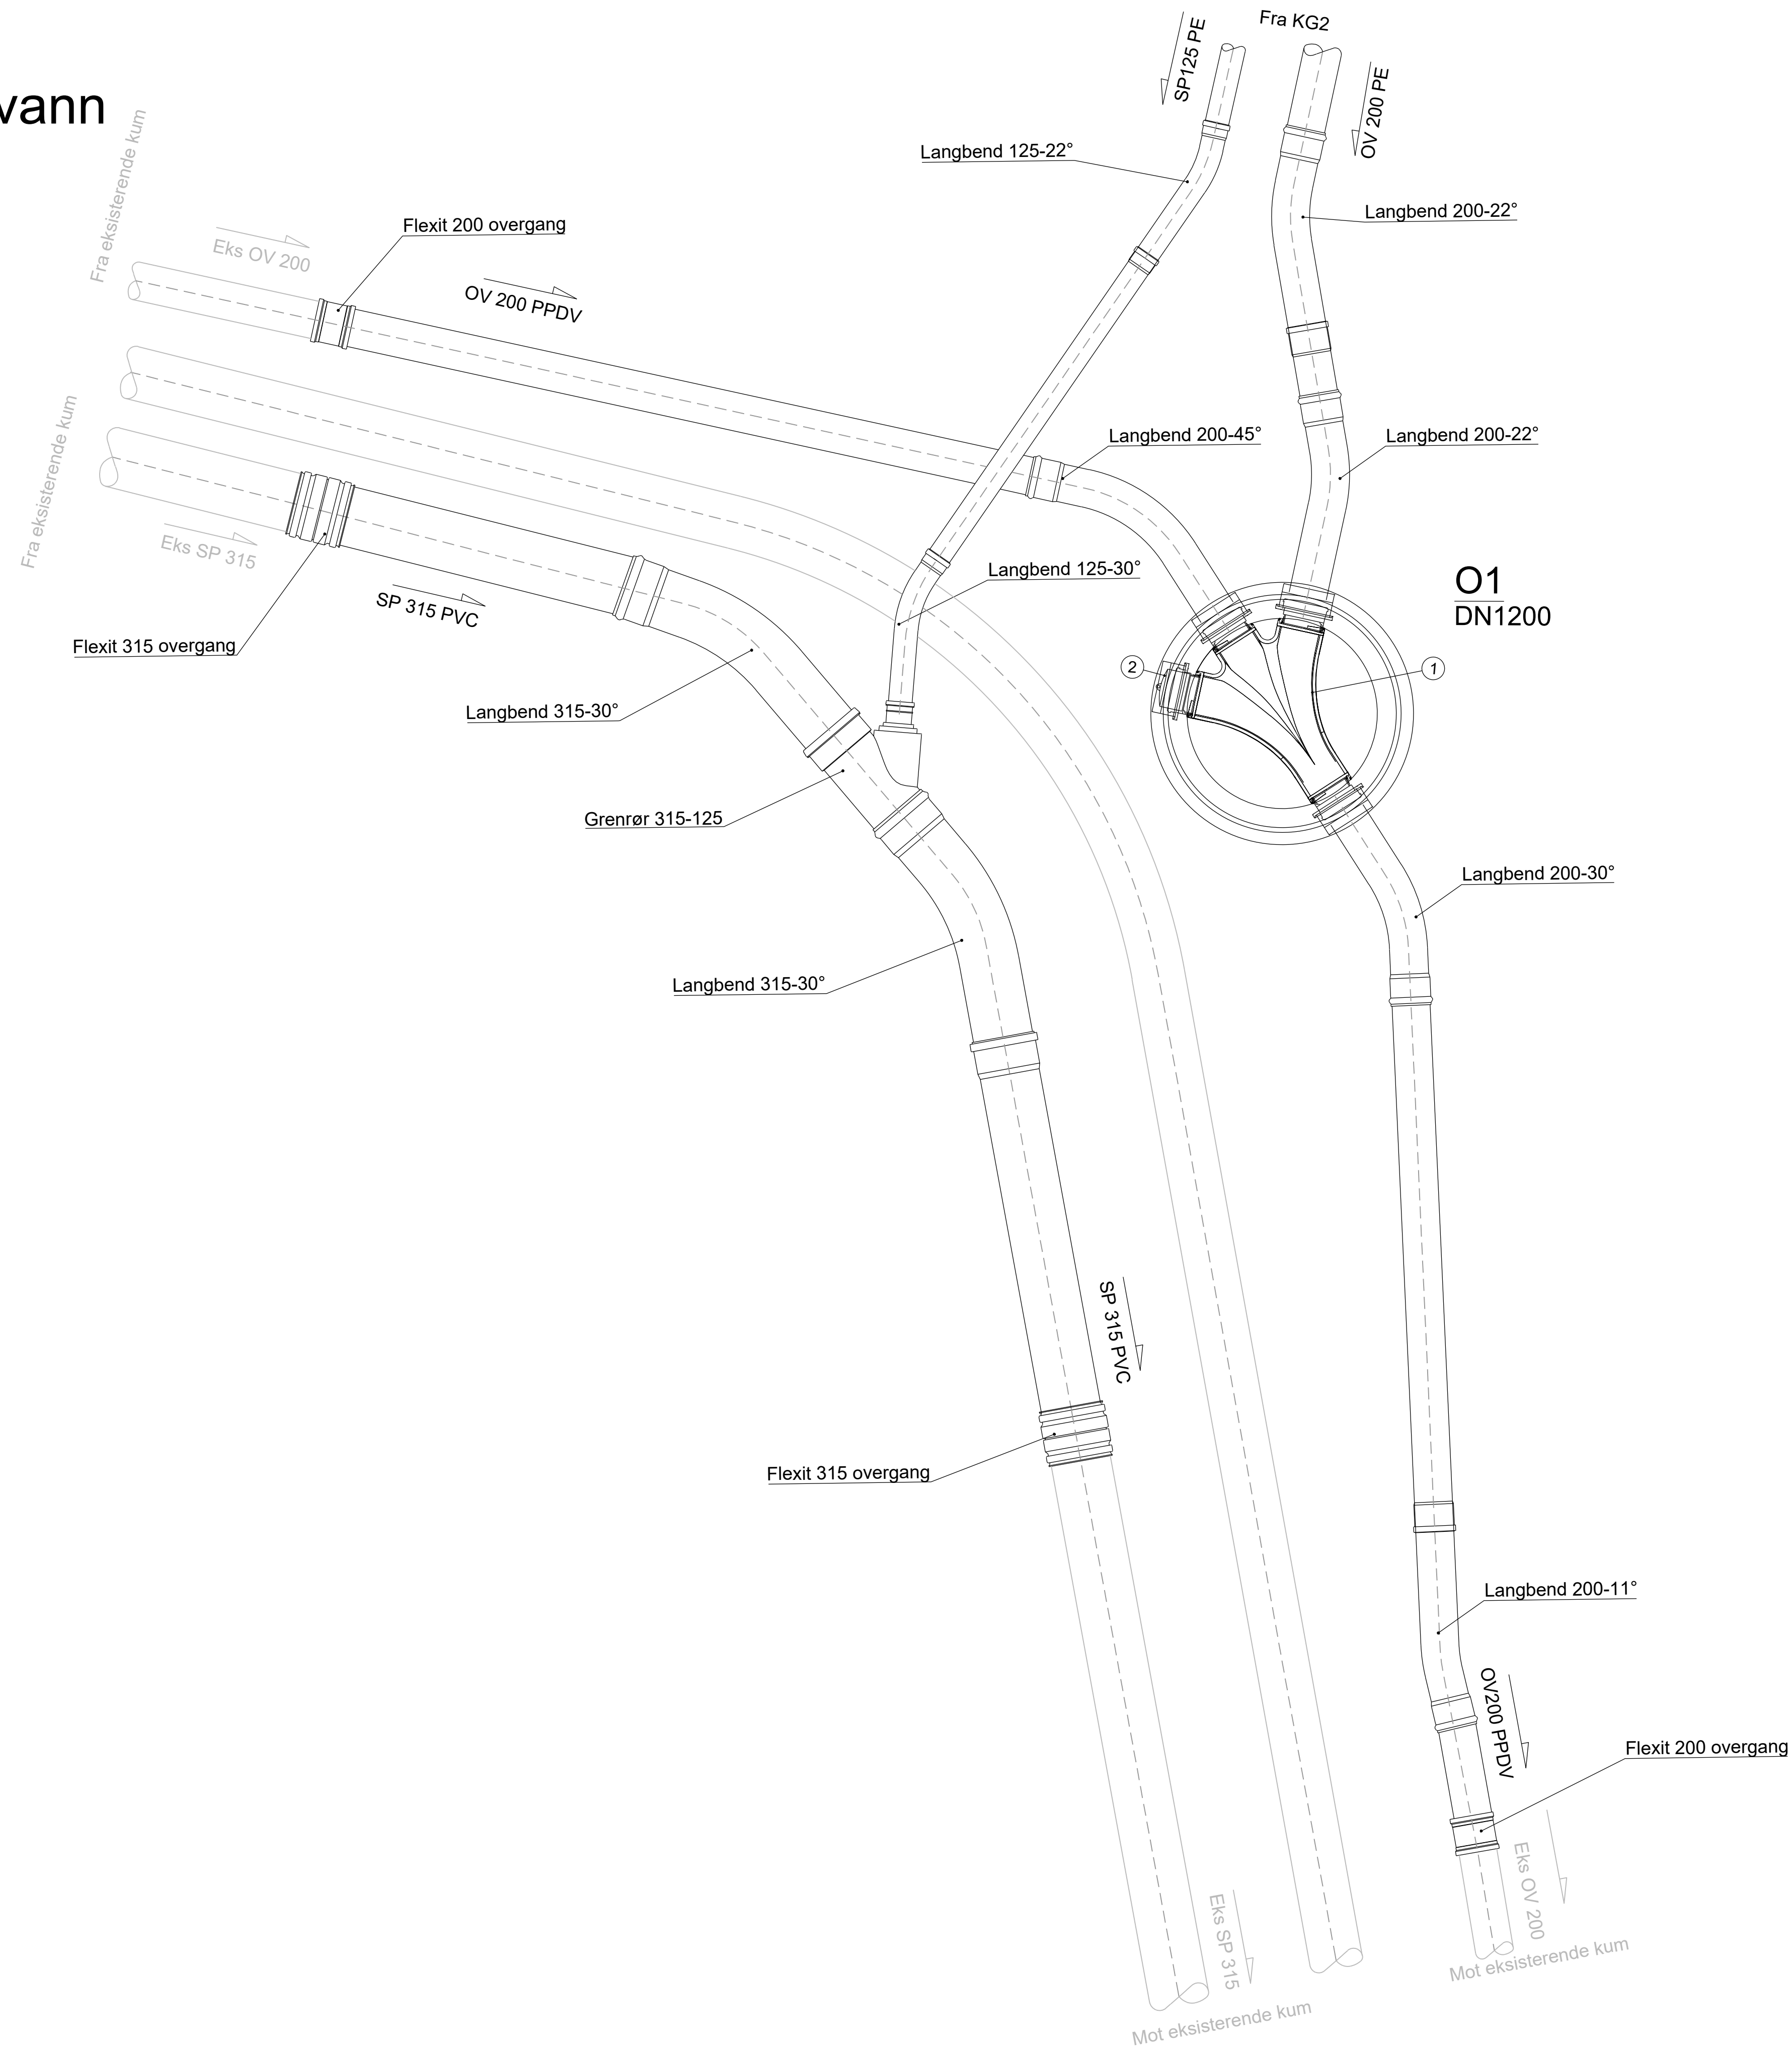 Fra KG2
SP125 PE
OV 200 PE
vann
Fra eksisterende kum
Langbend 125-22°
Langbend 200-22°
Flexit 200 overgang
Eks OV 200
OV 200 PPDV
Fra eksisterende kum
Langbend 200-45°
Langbend 200-22°
Eks SP 315
Langbend 125-30°
O1
DN1200
SP 315 PVC
Flexit 315 overgang
2
1
Langbend 315-30°
Grenrør 315-125
Langbend 200-30°
Langbend 315-30°
SP 315 PVC
Flexit 315 overgang
Langbend 200-11°
OV200 PPDV
Flexit 200 overgang
Eks OV 200
Eks SP 315
Mot eksisterende kum
Mot eksisterende kum